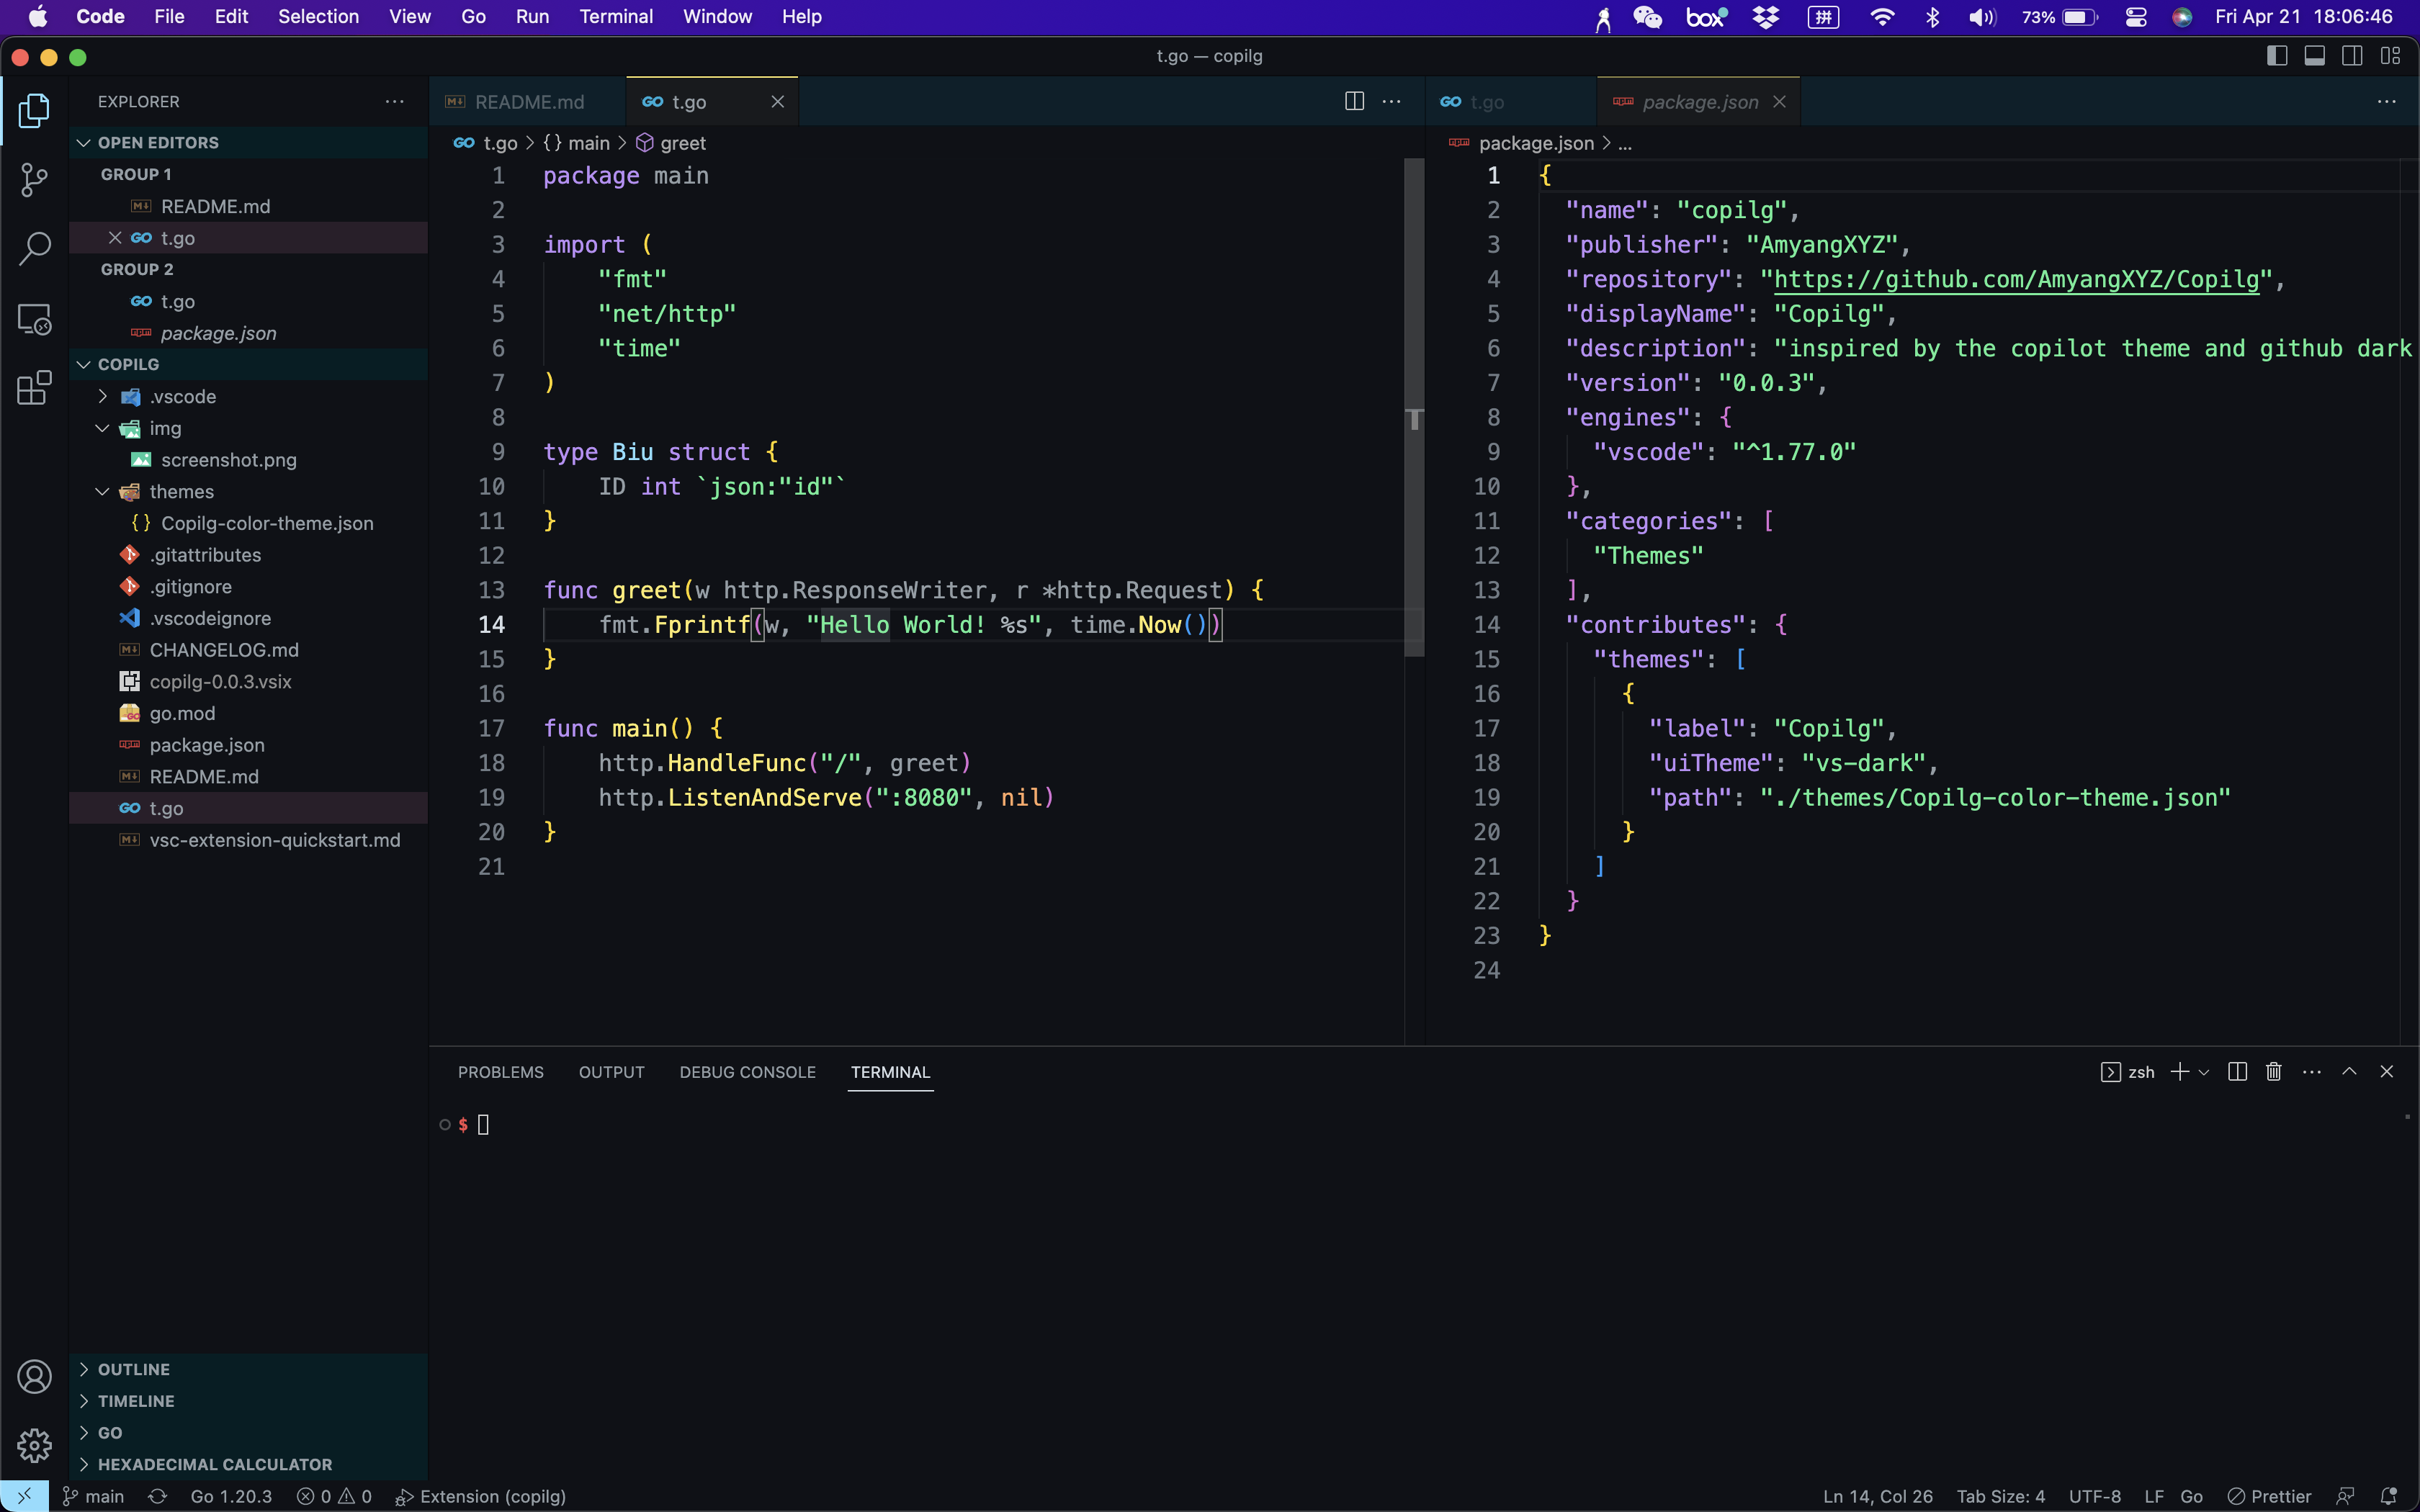 Code File Edit Selection View Go Run Terminal Window Help
box 拼 73% Fri Apr 21 18:06:46
t.go — copilg
EXPLORER
OPEN EDITORS
GROUP 1
README.md
t.go
GROUP 2
t.go
package.json
COPILG
.vscode
img
screenshot.png
themes
Copilg-color-theme.json
.gitattributes
.gitignore
.vscodeignore
CHANGELOG.md
copilg-0.0.3.vsix
go.mod
package.json
README.md
t.go
vsc-extension-quickstart.md
OUTLINE
TIMELINE
GO
HEXADECIMAL CALCULATOR
README.md t.go
t.go > {} main > greet
1 package main
2
3 import (
4 "fmt"
5 "net/http"
6 "time"
7 )
8
9 type Biu struct {
10 ID int `json:"id"`
11 }
12
13 func greet(w http.ResponseWriter, r *http.Request) {
14 fmt.Fprintf(w, "Hello World! %s", time.Now())
15 }
16
17 func main() {
18 http.HandleFunc("/", greet)
19 http.ListenAndServe(":8080", nil)
20 }
21
t.go package.json
package.json > ...
1 {
2 "name": "copilg",
3 "publisher": "AmyangXYZ",
4 "repository": "https://github.com/AmyangXYZ/Copilg",
5 "displayName": "Copilg",
6 "description": "inspired by the copilot theme and github dark
7 "version": "0.0.3",
8 "engines": {
9 "vscode": "^1.77.0"
10 },
11 "categories": [
12 "Themes"
13 ],
14 "contributes": {
15 "themes": [
16 {
17 "label": "Copilg",
18 "uiTheme": "vs-dark",
19 "path": "./themes/Copilg-color-theme.json"
20 }
21 ]
22 }
23 }
24
PROBLEMS OUTPUT DEBUG CONSOLE TERMINAL
zsh
$
main Go 1.20.3 0 0 Extension (copilg)
Ln 14, Col 26 Tab Size: 4 UTF-8 LF Go Prettier